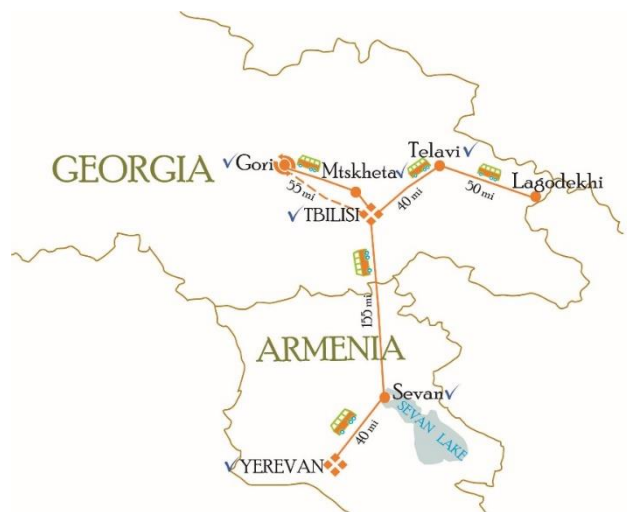 Telavi
Gori
GEORGIA
Mtskheta
Lagodekhi
55 mi
50 mi
40 mi
TBILISI
155 mi
ARMENIA
Sevan
SEVAN LAKE
40 mi
YEREVAN